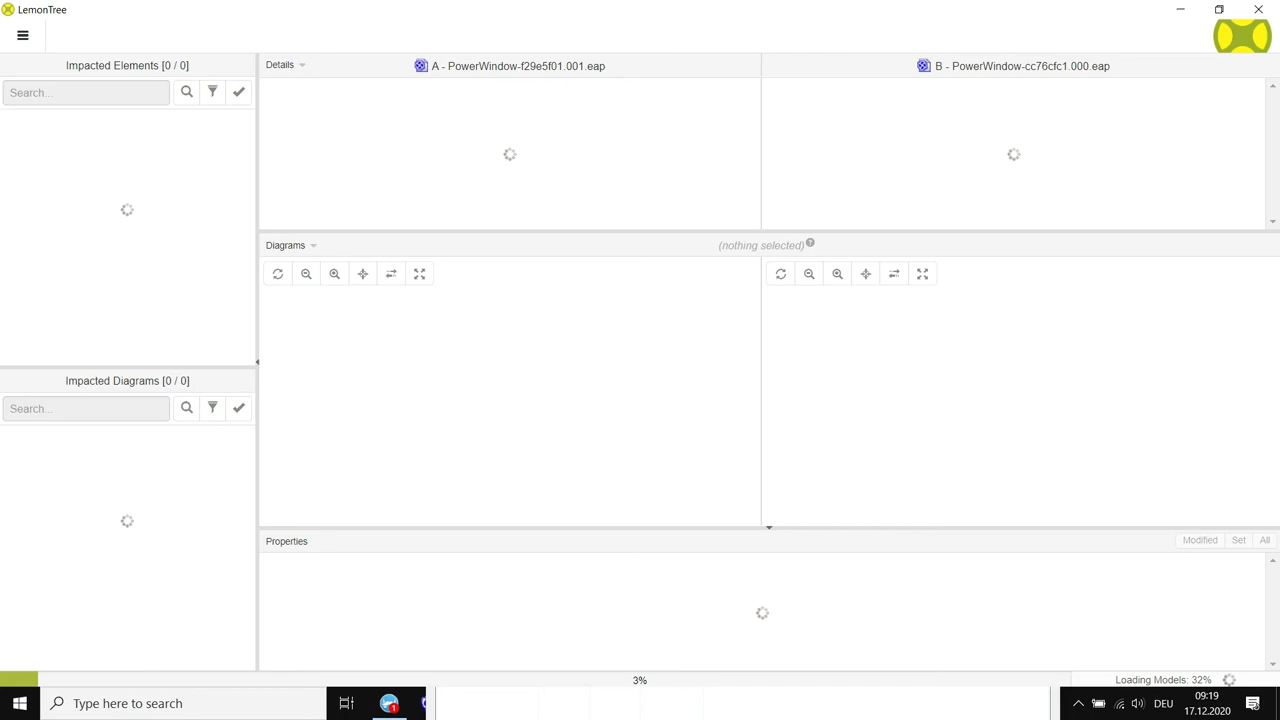 LemonTree
Impacted Elements [0 / 0]
Search...
Details
A - PowerWindow-f29e5f01.001.eap
B - PowerWindow-cc76cfc1.000.eap
Diagrams
(nothing selected)
?
Impacted Diagrams [0 / 0]
Search...
Properties
Modified
Set
All
3%
Loading Models: 32%
Type here to search
1
DEU
09:19
17.12.2020